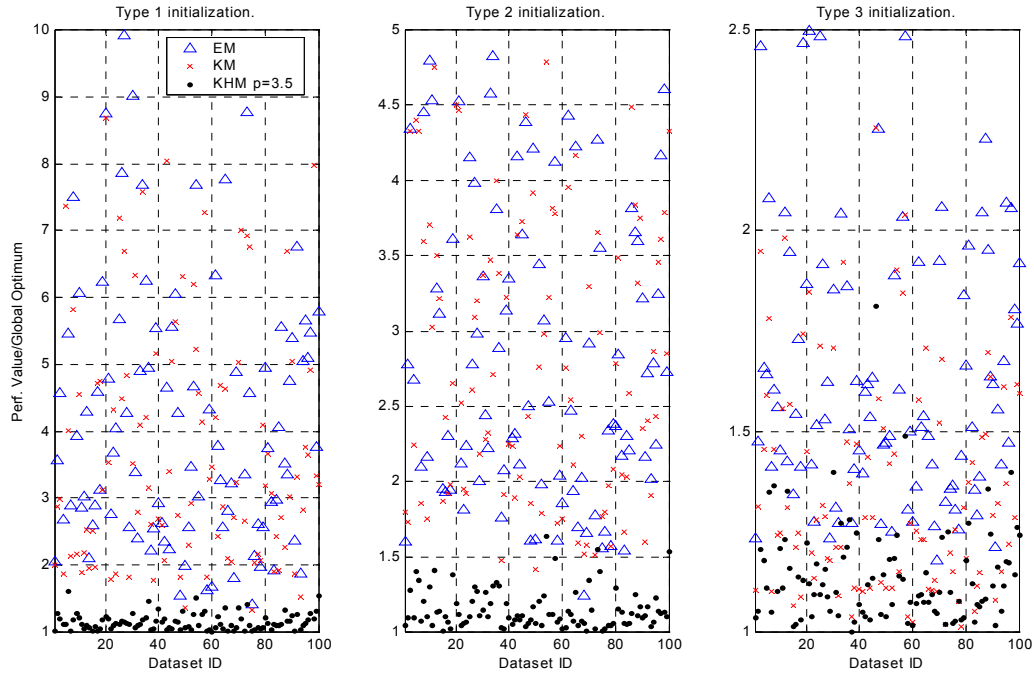 Type 1 initialization.
Type 2 initialization.
Type 3 initialization.
Perf. Value/Global Optimum
10
9
8
7
6
5
4
3
2
1
EM
KM
KHM p=3.5
20 40 60 80 100
Dataset ID
5
4.5
4
3.5
3
2.5
2
1.5
1
20 40 60 80 100
Dataset ID
2.5
2
1.5
1
20 40 60 80 100
Dataset ID